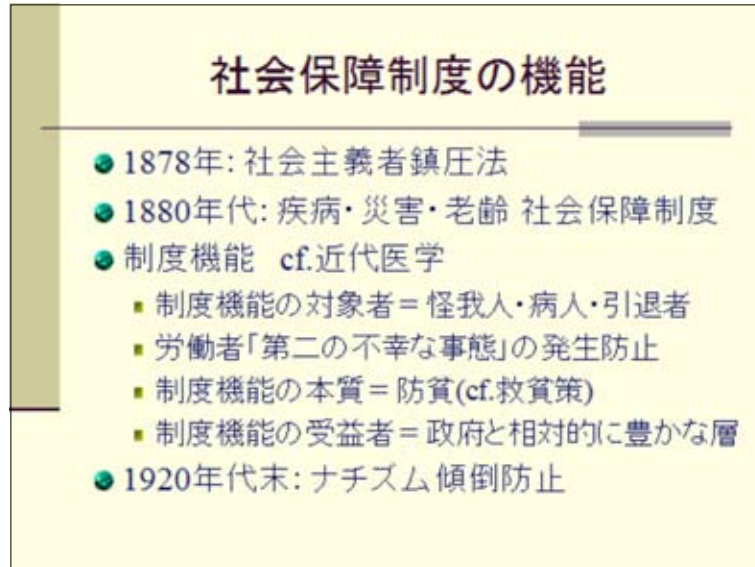 社会保障制度の機能
1878年: 社会主義者鎮圧法
1880年代: 疾病・災害・老齢 社会保障制度
制度機能 cf.近代医学
制度機能の対象者＝怪我人・病人・引退者
労働者「第二の不幸な事態」の発生防止
制度機能の本質＝防貧(cf.救貧策)
制度機能の受益者＝政府と相対的に豊かな層
1920年代末: ナチズム傾倒防止